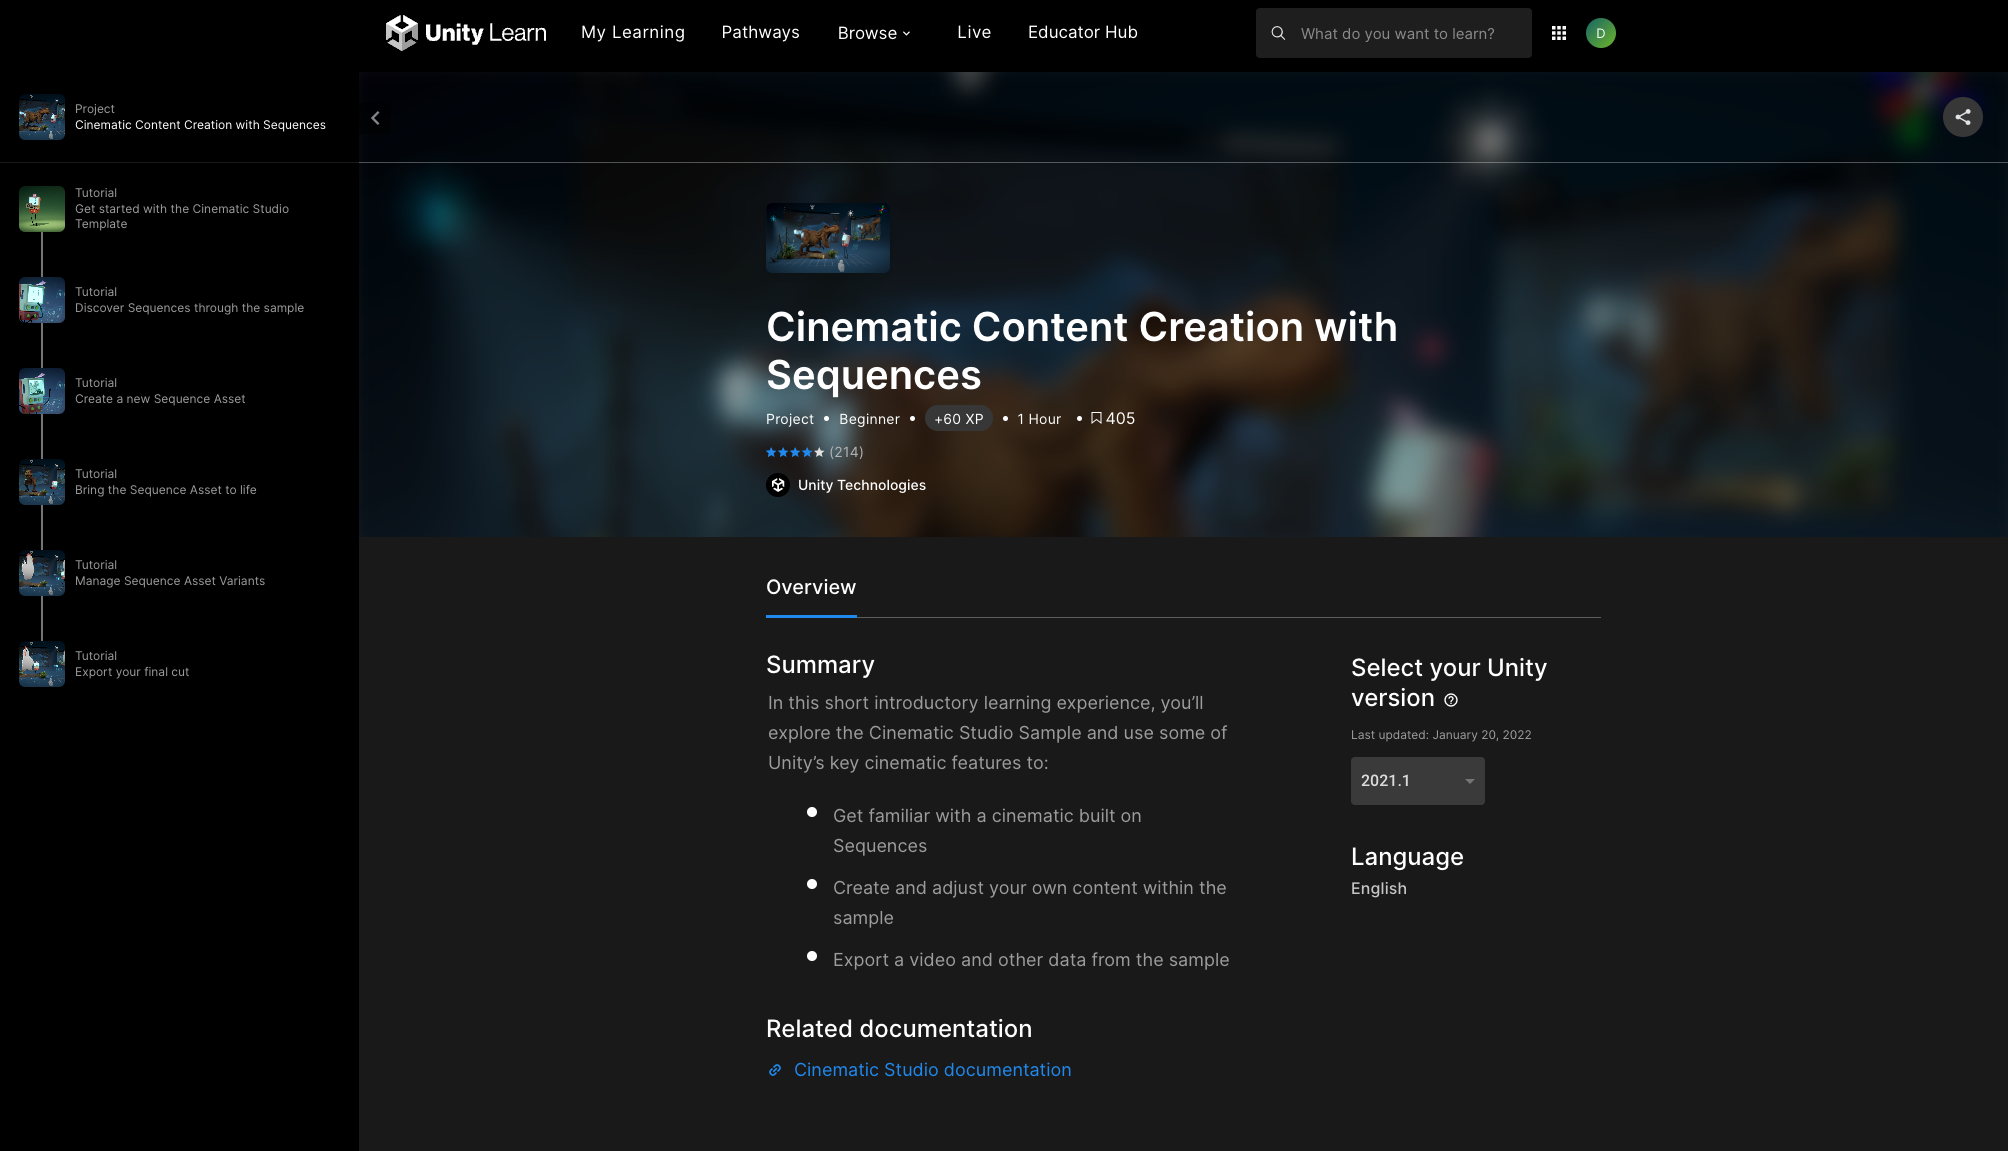 Unity Learn
My Learning
Pathways
Browse
Live
Educator Hub
What do you want to learn?
D
Project
Cinematic Content Creation with Sequences
Tutorial
Get started with the Cinematic Studio
Template
Tutorial
Discover Sequences through the sample
Tutorial
Create a new Sequence Asset
Tutorial
Bring the Sequence Asset to life
Tutorial
Manage Sequence Asset Variants
Tutorial
Export your final cut
Cinematic Content Creation with
Sequences
Project • Beginner • +60 XP • 1 Hour • 405
(214)
Unity Technologies
Overview
Summary
In this short introductory learning experience, you’ll
explore the Cinematic Studio Sample and use some of
Unity’s key cinematic features to:
• Get familiar with a cinematic built on
Sequences
• Create and adjust your own content within the
sample
• Export a video and other data from the sample
Related documentation
Cinematic Studio documentation
Select your Unity
version
Last updated: January 20, 2022
2021.1
Language
English